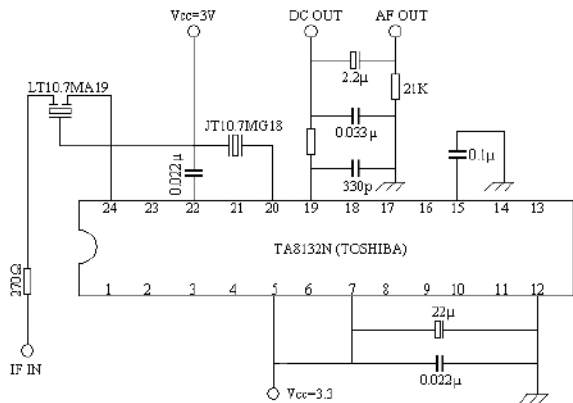 Vcc=3V
DC OUT
AF OUT
LT10.7MA19
2.2µ
21K
JT10.7MG18
0.033µ
0.022µ
0.1µ
330p
24 23 22 21 20 19 18 17 16 15 14 13
TA8132N (TOSHIBA)
270Ω
1 2 3 4 5 6 7 8 9 10 11 12
22µ
IF IN
0.022µ
Vcc=3.3